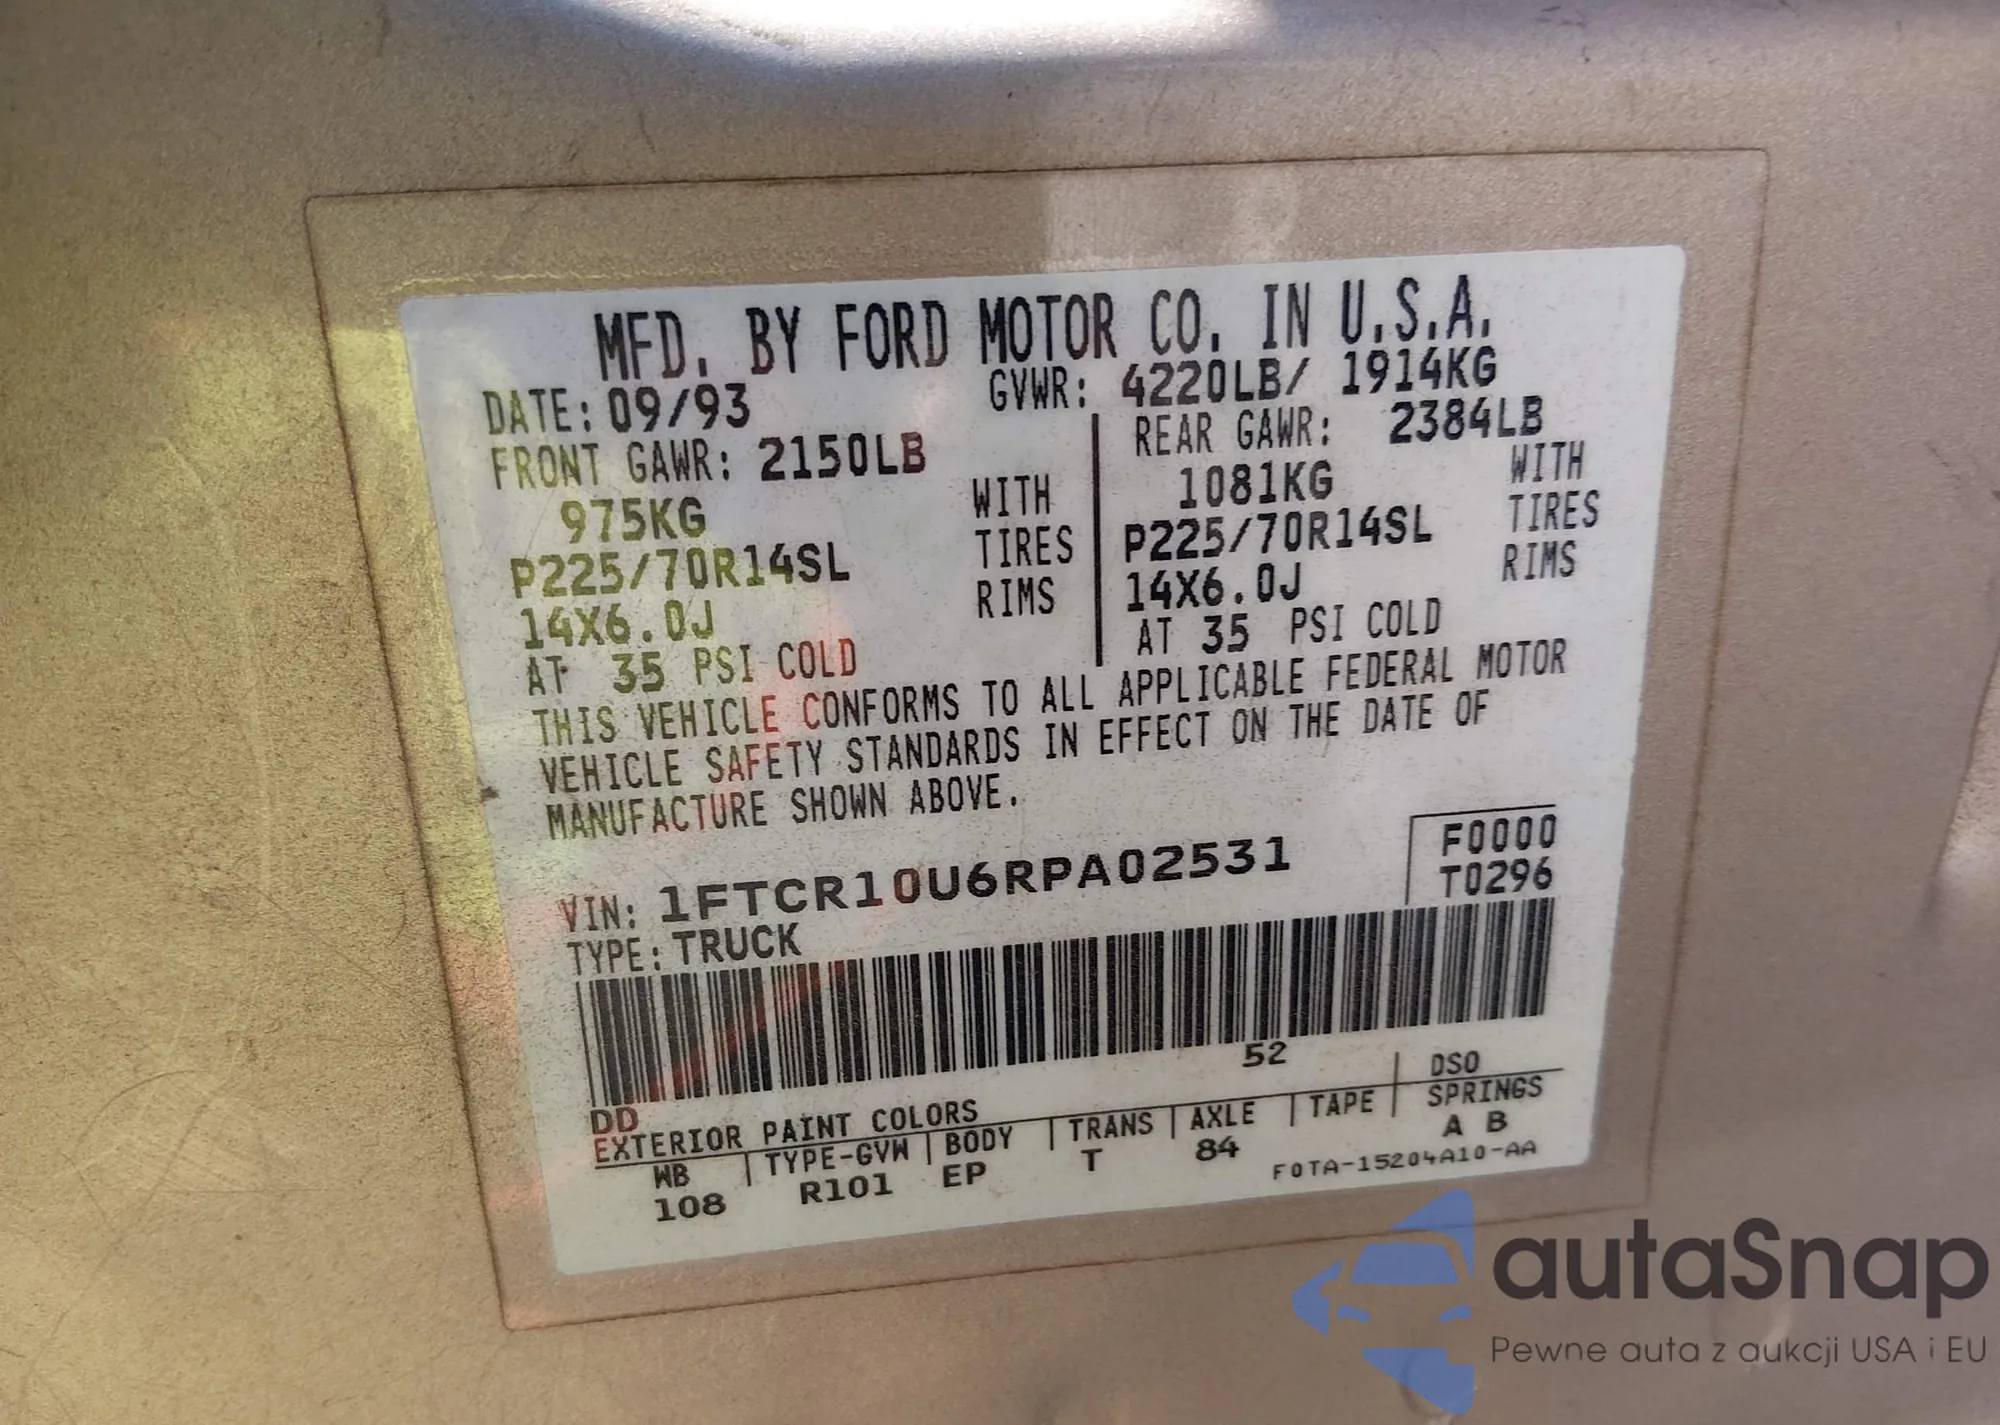 MFD. BY FORD MOTOR CO. IN U.S.A.
DATE: 09/93 GVWR: 4220LB/ 1914KG
FRONT GAWR: 2150LB REAR GAWR: 2384LB
975KG WITH 1081KG WITH
P225/70R14SL TIRES P225/70R14SL TIRES
14X6.0J RIMS 14X6.0J RIMS
AT 35 PSI COLD AT 35 PSI COLD
THIS VEHICLE CONFORMS TO ALL APPLICABLE FEDERAL MOTOR
VEHICLE SAFETY STANDARDS IN EFFECT ON THE DATE OF
MANUFACTURE SHOWN ABOVE.
F0000
VIN: 1FTCR10U6RPA02531 T0296
TYPE: TRUCK
52
DD DSO
EXTERIOR PAINT COLORS
WB TYPE-GVW BODY TRANS AXLE TAPE SPRINGS
108 R101 EP T 84 A B
F0TA-15204A10-AA
autaSnap
Pewne auta z aukcji USA i EU